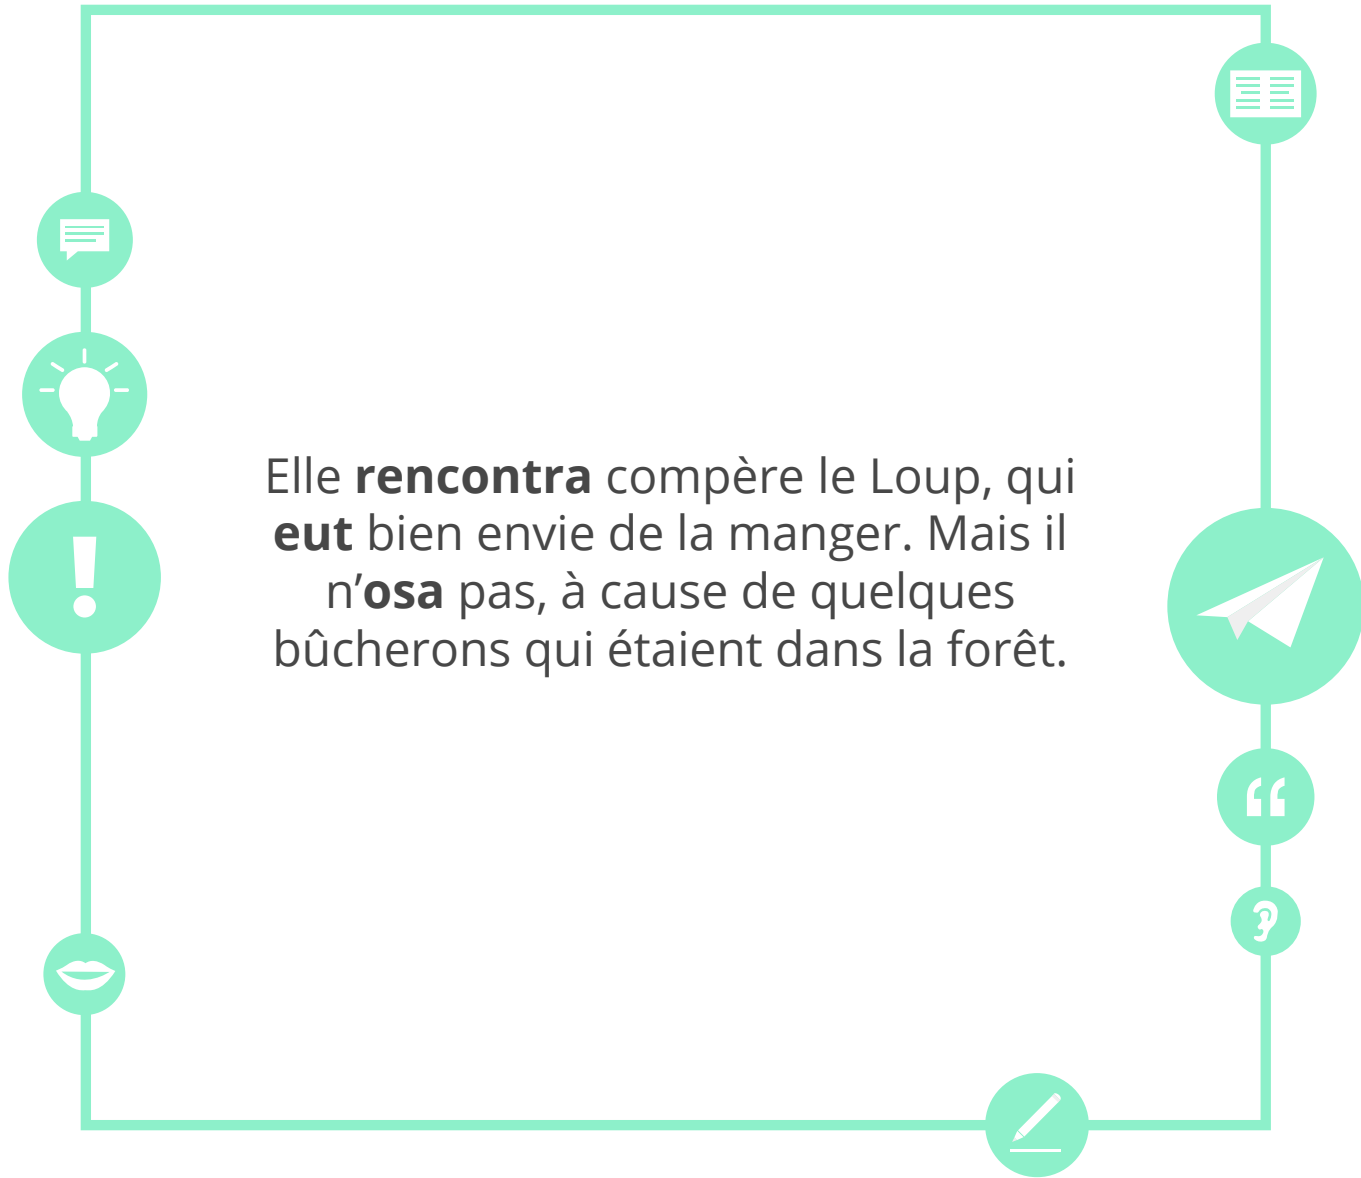 Elle rencontra compère le Loup, qui
eut bien envie de la manger. Mais il
n’osa pas, à cause de quelques
bûcherons qui étaient dans la forêt.